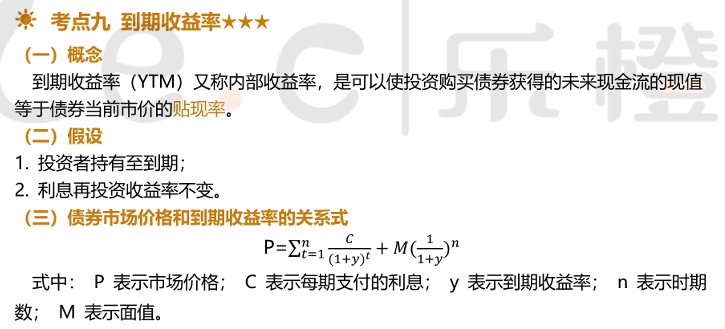 考点九 到期收益率★★★
（一）概念
到期收益率（YTM）又称内部收益率，是可以使投资购买债券获得的未来现金流的现值
等于债券当前市价的贴现率。
（二）假设
1. 投资者持有至到期；
2. 利息再投资收益率不变。
（三）债券市场价格和到期收益率的关系式
P=∑_{t=1}^{n} \frac{C}{(1+y)^t} + M(\frac{1}{1+y})^n
式中： P 表示市场价格； C 表示每期支付的利息； y 表示到期收益率； n 表示时期
数； M 表示面值。
e.c 乐橙